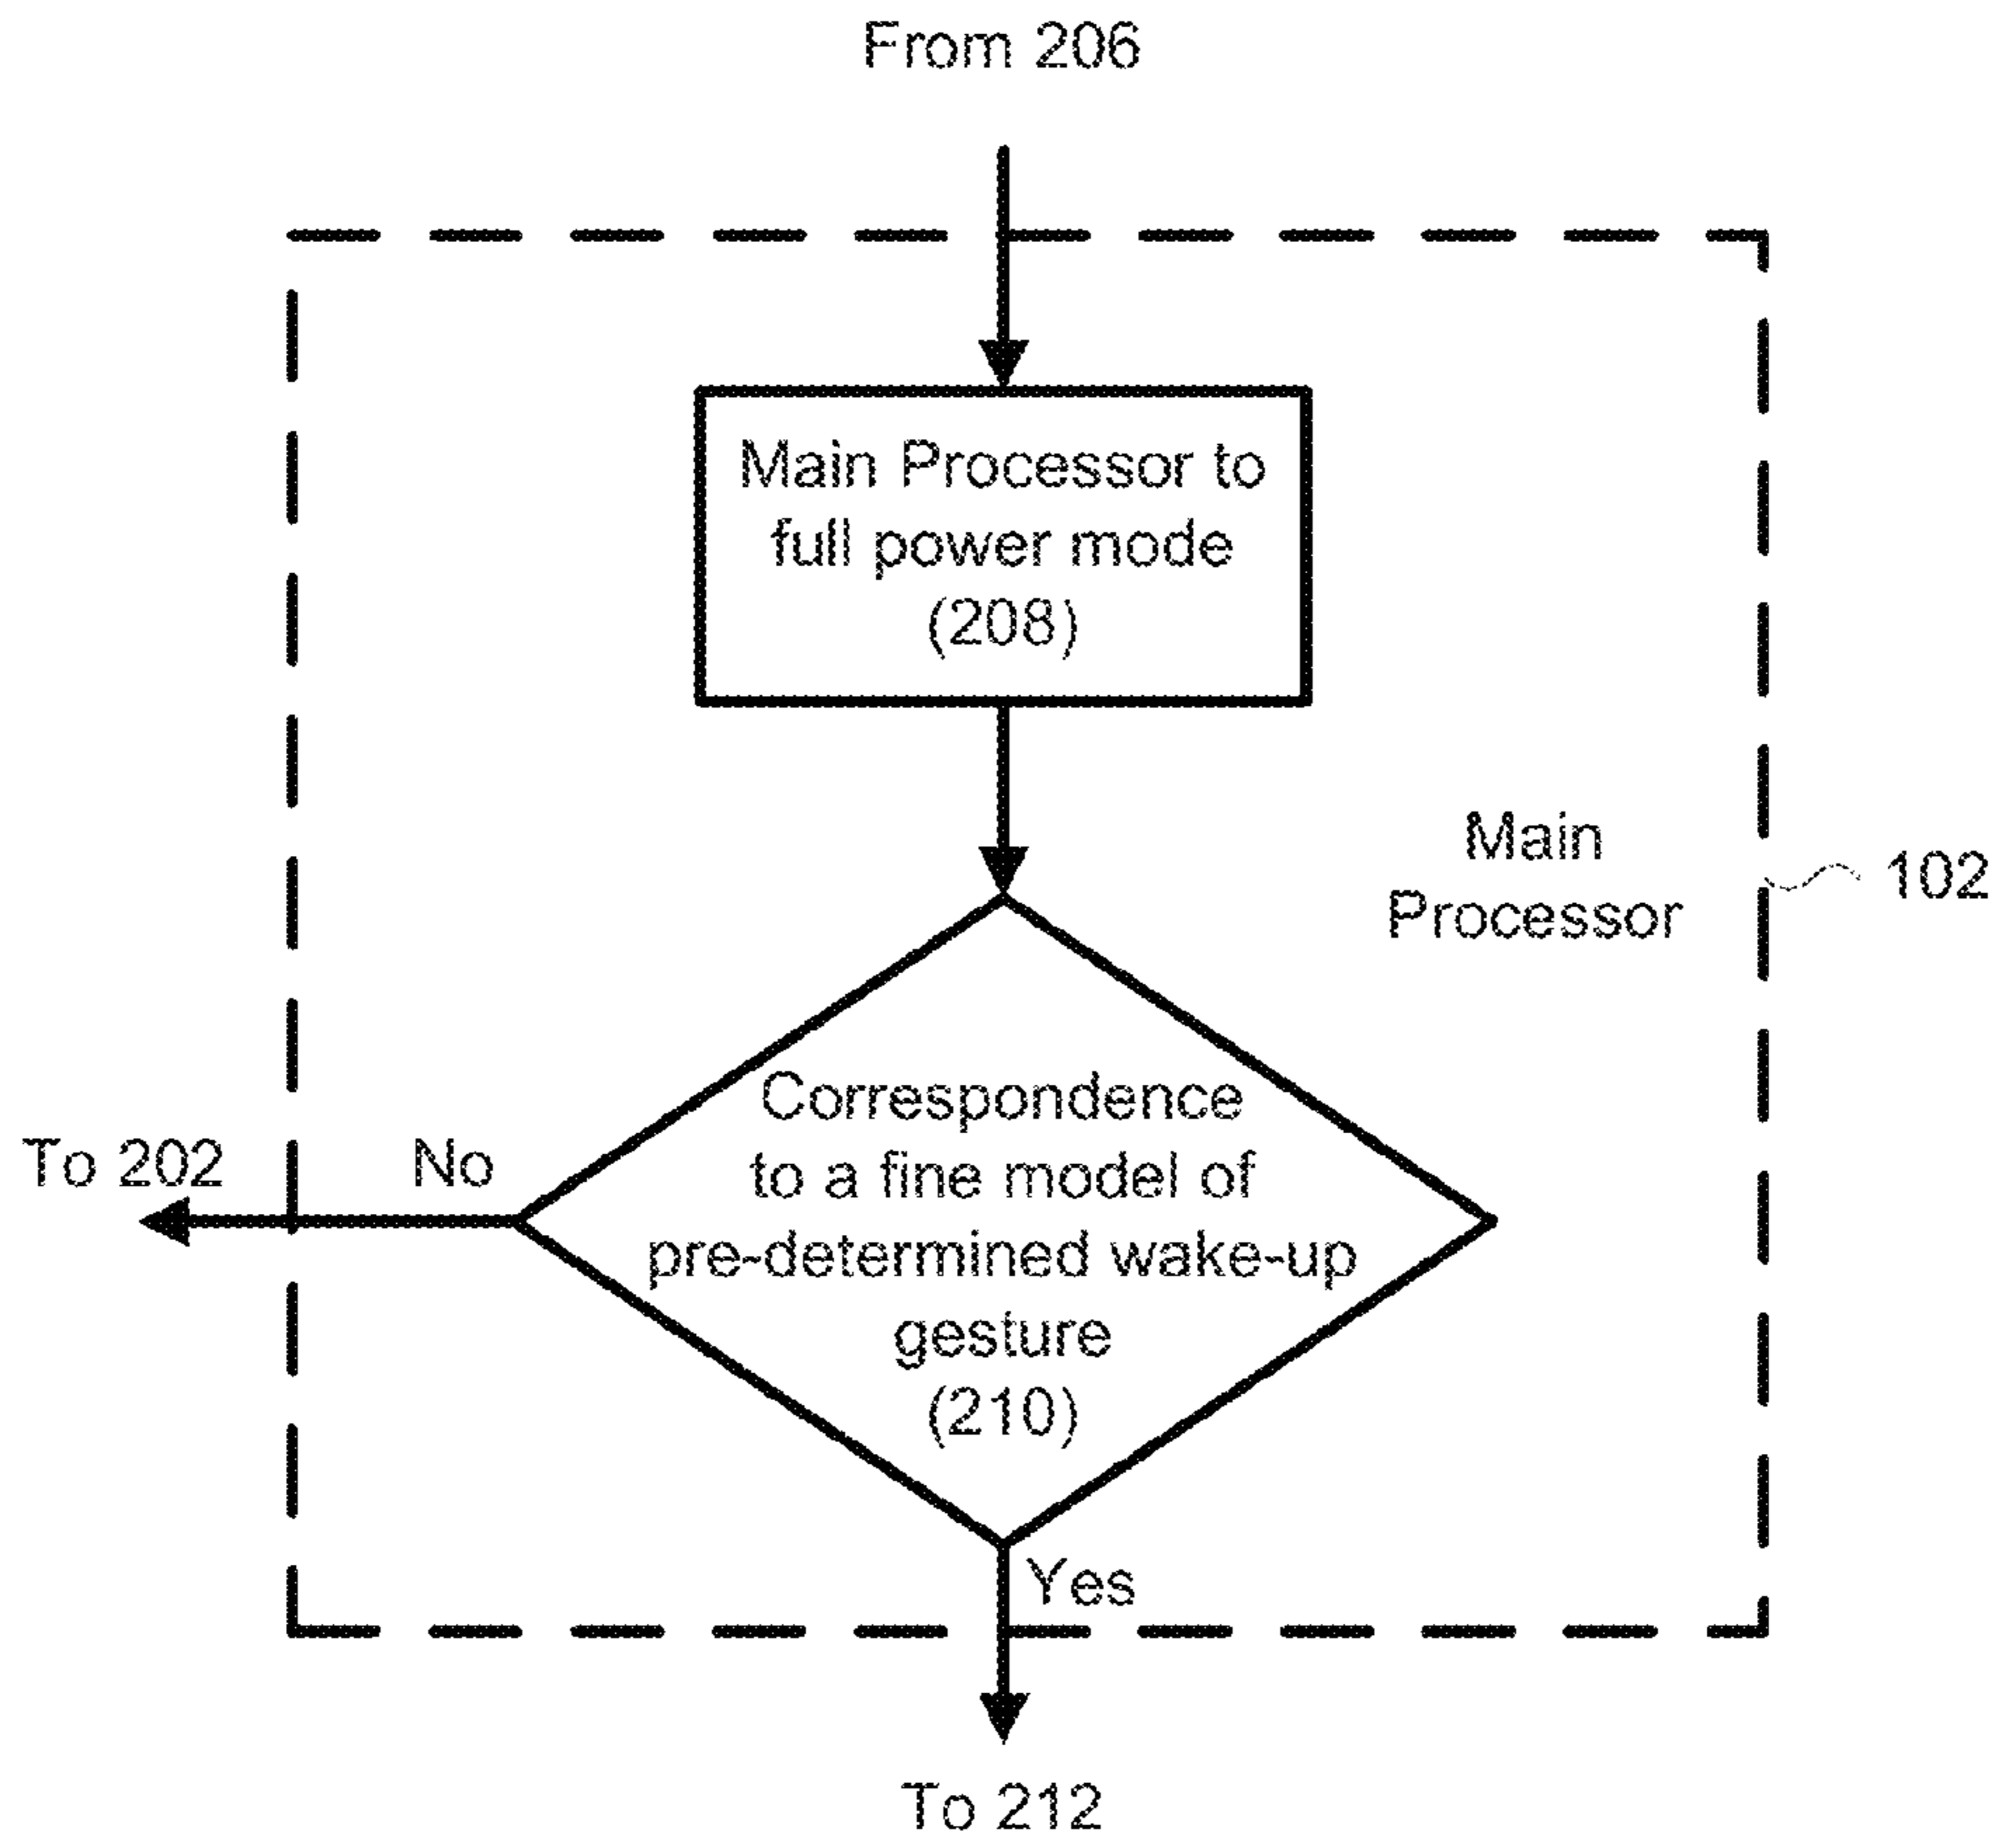 From 206
Main Processor to
full power mode
(208)
Main
Processor
102
Correspondence
to a fine model of
pre-determined wake-up
gesture
(210)
To 202
No
Yes
To 212